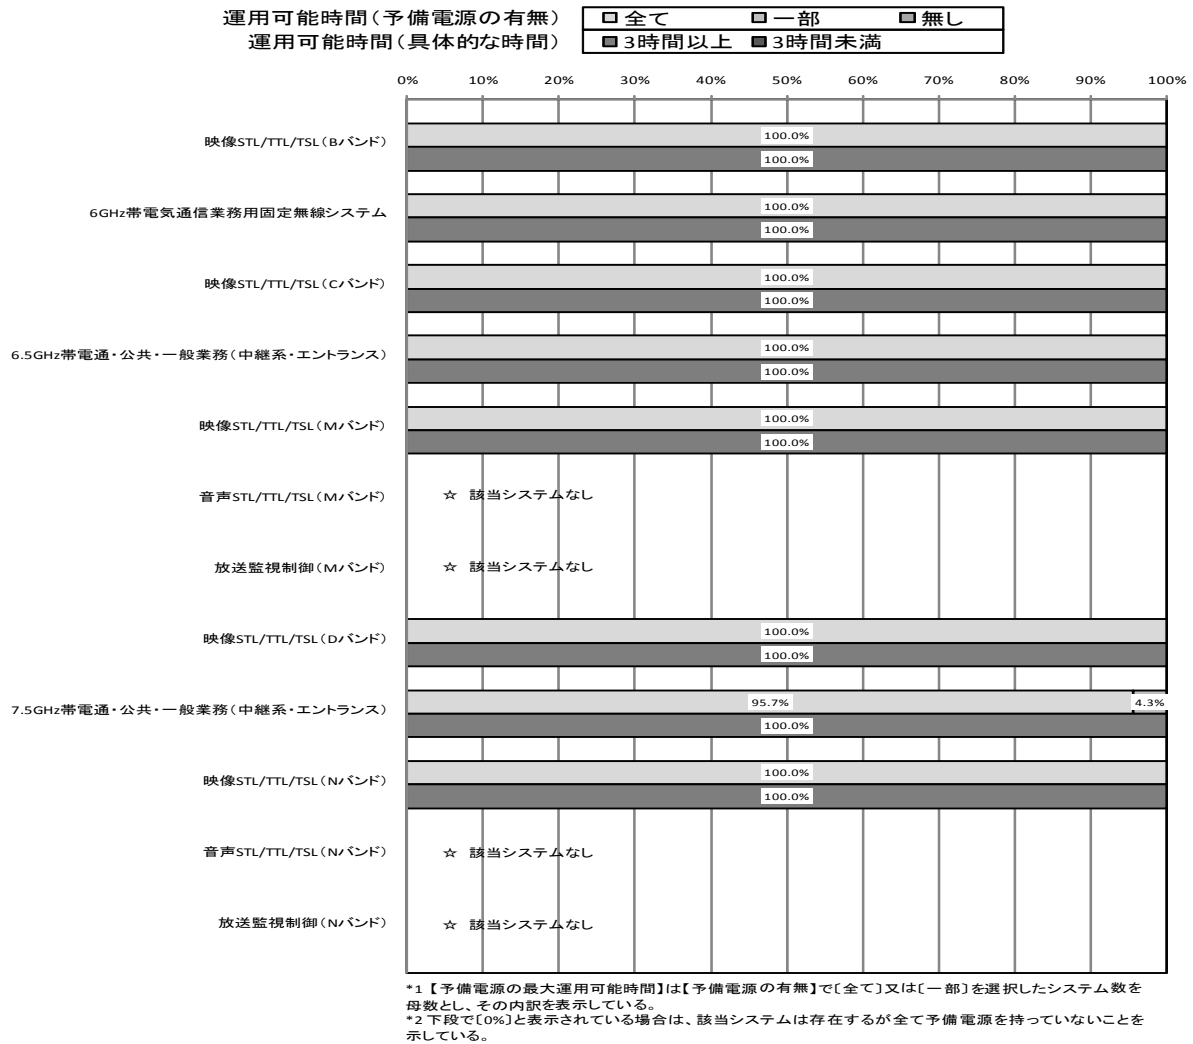 運用可能時間(予備電源の有無) 全て 一部 無し
運用可能時間(具体的な時間) 3時間以上 3時間未満
0% 10% 20% 30% 40% 50% 60% 70% 80% 90% 100%
映像STL/TTL/TSL(Bバンド)
100.0%
100.0%
6GHz帯電気通信業務用固定無線システム
100.0%
100.0%
映像STL/TTL/TSL(Cバンド)
100.0%
100.0%
6.5GHz帯電通・公共・一般業務(中継系・エントランス)
100.0%
100.0%
映像STL/TTL/TSL(Mバンド)
100.0%
100.0%
音声STL/TTL/TSL(Mバンド) ☆ 該当システムなし
放送監視制御(Mバンド) ☆ 該当システムなし
映像STL/TTL/TSL(Dバンド)
100.0%
100.0%
7.5GHz帯電通・公共・一般業務(中継系・エントランス)
95.7% 4.3%
100.0%
映像STL/TTL/TSL(Nバンド)
100.0%
100.0%
音声STL/TTL/TSL(Nバンド) ☆ 該当システムなし
放送監視制御(Nバンド) ☆ 該当システムなし
*1 【予備電源の最大運用可能時間】は【予備電源の有無】で〔全て〕又は〔一部〕を選択したシステム数を
母数とし、その内訳を表示している。
*2 下段で〔0%〕と表示されている場合は、該当システムは存在するが全て予備電源を持っていないことを
示している。